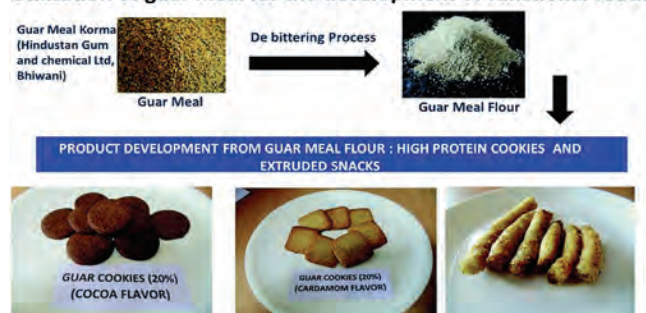 Guar Meal Korma
(Hindustan Gum
and chemical Ltd,
Bhiwani)
De bittering Process
Guar Meal
Guar Meal Flour
PRODUCT DEVELOPMENT FROM GUAR MEAL FLOUR : HIGH PROTEIN COOKIES AND
EXTRUDED SNACKS
GUAR COOKIES (20%)
(COCOA FLAVOR)
GUAR COOKIES (20%)
(CARDAMOM FLAVOR)